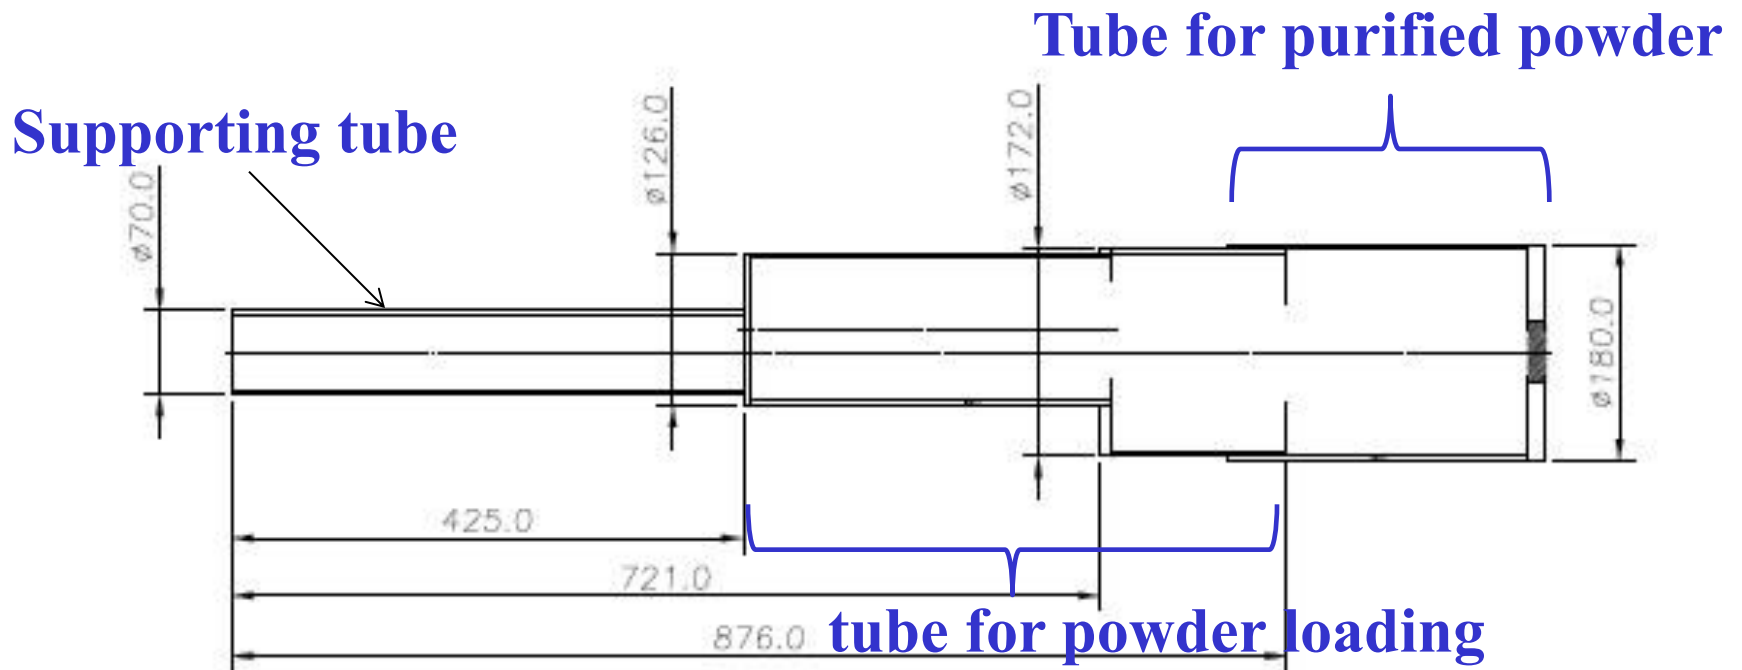 Tube for purified powder
Supporting tube
ø70.0
ø126.0
ø172.0
ø180.0
425.0
721.0
876.0
tube for powder loading